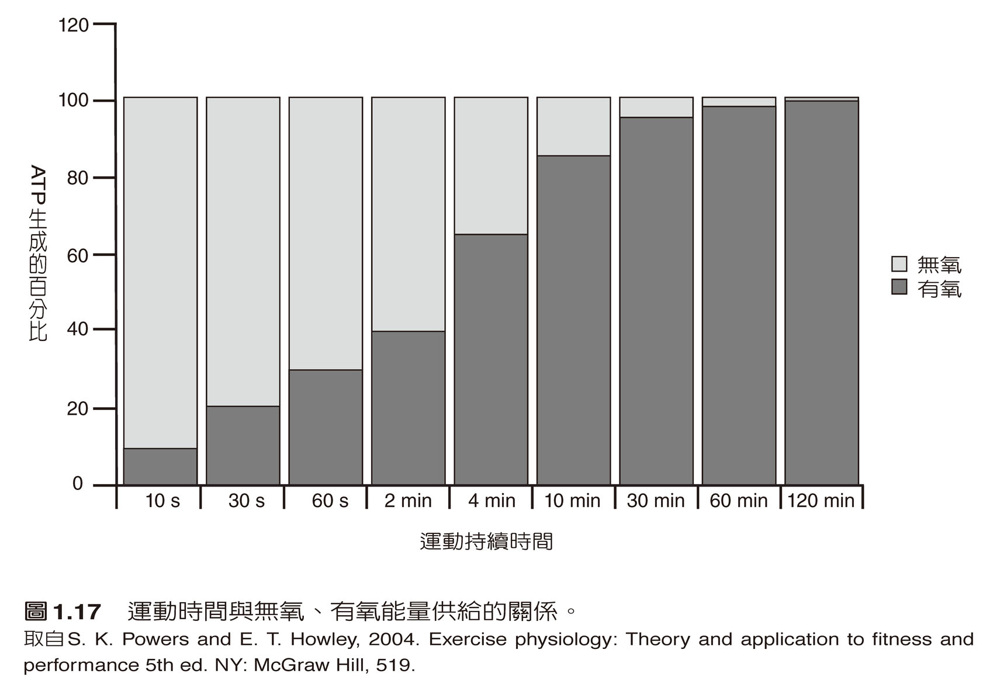 120
100
80
60
40
20
0
ATP生成的百分比
10 s
30 s
60 s
2 min
4 min
10 min
30 min
60 min
120 min
運動持續時間
無氧
有氧
圖1.17 運動時間與無氧、有氧能量供給的關係。
取自S. K. Powers and E. T. Howley, 2004. Exercise physiology: Theory and application to fitness and
performance 5th ed. NY: McGraw Hill, 519.